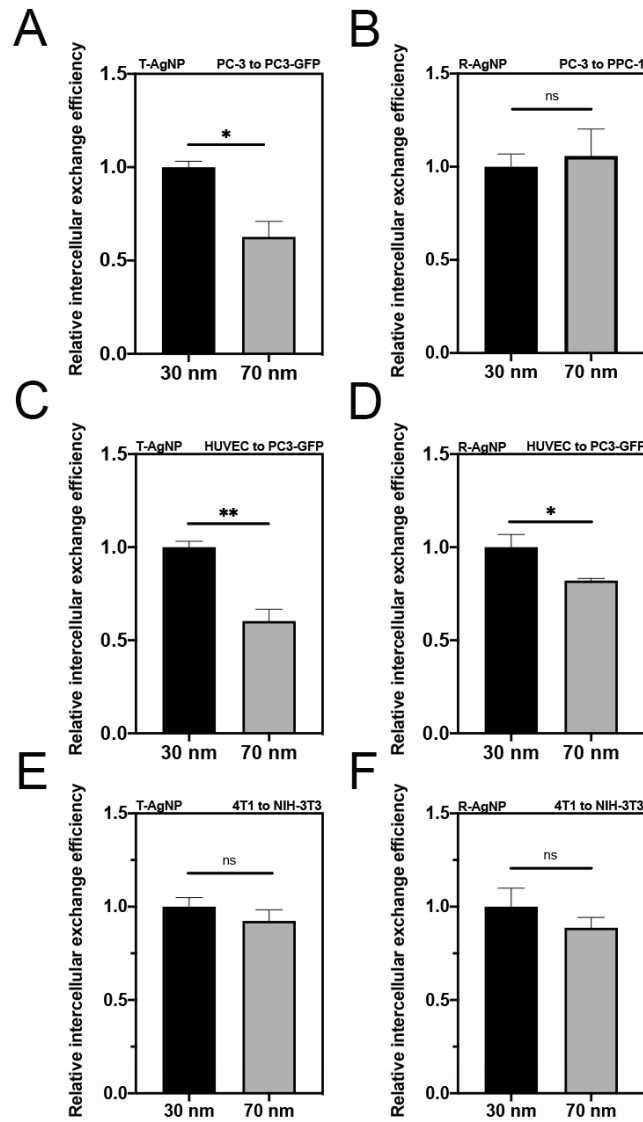 A
T-AgNP PC-3 to PC3-GFP
Relative intercellular exchange efficiency
1.5
1.0
0.5
0.0
*
30 nm 70 nm
B
R-AgNP PC-3 to PPC-1
Relative intercellular exchange efficiency
1.5
1.0
0.5
0.0
ns
30 nm 70 nm
C
T-AgNP HUVEC to PC3-GFP
Relative intercellular exchange efficiency
1.5
1.0
0.5
0.0
**
30 nm 70 nm
D
R-AgNP HUVEC to PC3-GFP
Relative intercellular exchange efficiency
1.5
1.0
0.5
0.0
*
30 nm 70 nm
E
T-AgNP 4T1 to NIH-3T3
Relative intercellular exchange efficiency
1.5
1.0
0.5
0.0
ns
30 nm 70 nm
F
R-AgNP 4T1 to NIH-3T3
Relative intercellular exchange efficiency
1.5
1.0
0.5
0.0
ns
30 nm 70 nm